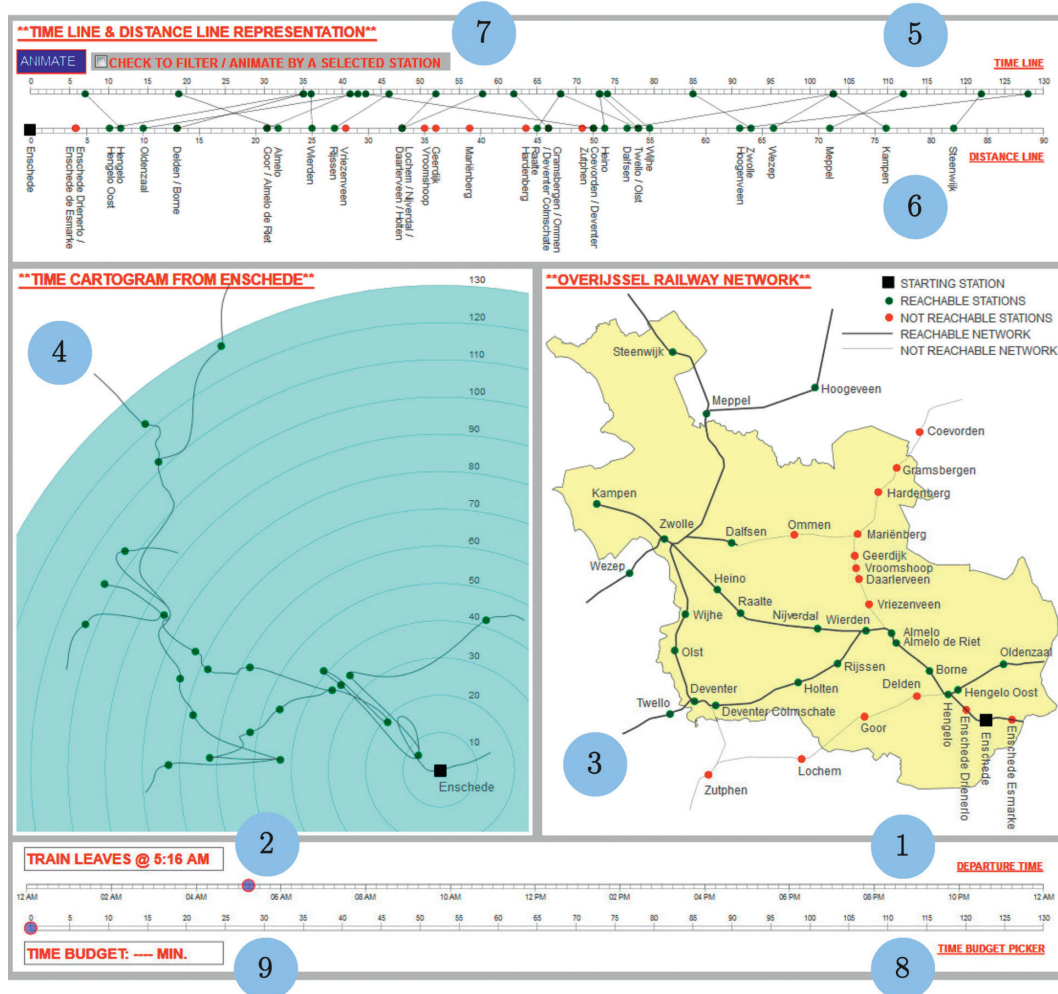 **TIME LINE & DISTANCE LINE REPRESENTATION**
7
5
ANIMATE
CHECK TO FILTER / ANIMATE BY A SELECTED STATION
TIME LINE
0 5 10 15 20 25 30 35 40 45 50 55 60 65 70 75 80 85 90 95 100 105 110 115 120 125 130
0 5 10 15 20 25 30 35 40 45 50 55 60 65 70 75 80 85 90
DISTANCE LINE
Enschede
Enschede Drienerlo /
Enschede de Esmarke
Hengelo
Hengelo Oost
Oldenzaal
Delden / Borne
Almelo
Goor / Almelo de Riet
Wierden
Rijssen
Vriezenveen
Lochem / Nijverdal /
Daarlerveen / Holten
Geerdijk
Vroomshoop
Mariënberg
Hardenberg
Raalte
Gramsbergen / Ommen
/ Deventer Colmschate
Zutphen
Coevorden / Deventer
Heino
Dalfsen
Twello / Olst
Wijhe
Zwolle
Hoogeveen
Wezep
Meppel
Kampen
Steenwijk
6
**TIME CARTOGRAM FROM ENSCHEDE**
130
120
110
100
90
80
70
60
50
40
30
20
10
Enschede
4
**OVERIJSSEL RAILWAY NETWORK**
STARTING STATION
REACHABLE STATIONS
NOT REACHABLE STATIONS
REACHABLE NETWORK
NOT REACHABLE NETWORK
Steenwijk
Hoogeveen
Meppel
Coevorden
Gramsbergen
Hardenberg
Kampen
Zwolle
Dalfsen
Ommen
Mariënberg
Geerdijk
Vroomshoop
Daarlerveen
Wezep
Heino
Raalte
Vriezenveen
Wijhe
Nijverdal
Wierden
Almelo
Almelo de Riet
Olst
Rijssen
Borne
Oldenzaal
Deventer
Holten
Delden
Hengelo Oost
Twello
Deventer Colmschate
Goor
Hengelo
Enschede Drienerlo
Enschede
Enschede Esmarke
Lochem
Zutphen
3
2
1
TRAIN LEAVES @ 5:16 AM
DEPARTURE TIME
12 AM 02 AM 04 AM 06 AM 08 AM 10 AM 12 PM 02 PM 04 PM 06 PM 08 PM 10 PM 12 AM
0 5 10 15 20 25 30 35 40 45 50 55 60 65 70 75 80 85 90 95 100 105 110 115 120 125 130
TIME BUDGET: ---- MIN.
TIME BUDGET PICKER
9
8